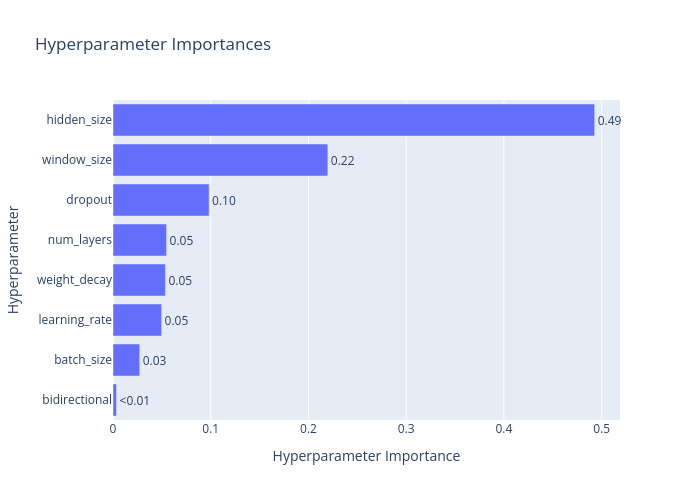 Hyperparameter Importances
Hyperparameter
hidden_size 0.49
window_size 0.22
dropout 0.10
num_layers 0.05
weight_decay 0.05
learning_rate 0.05
batch_size 0.03
bidirectional <0.01
0 0.1 0.2 0.3 0.4 0.5
Hyperparameter Importance